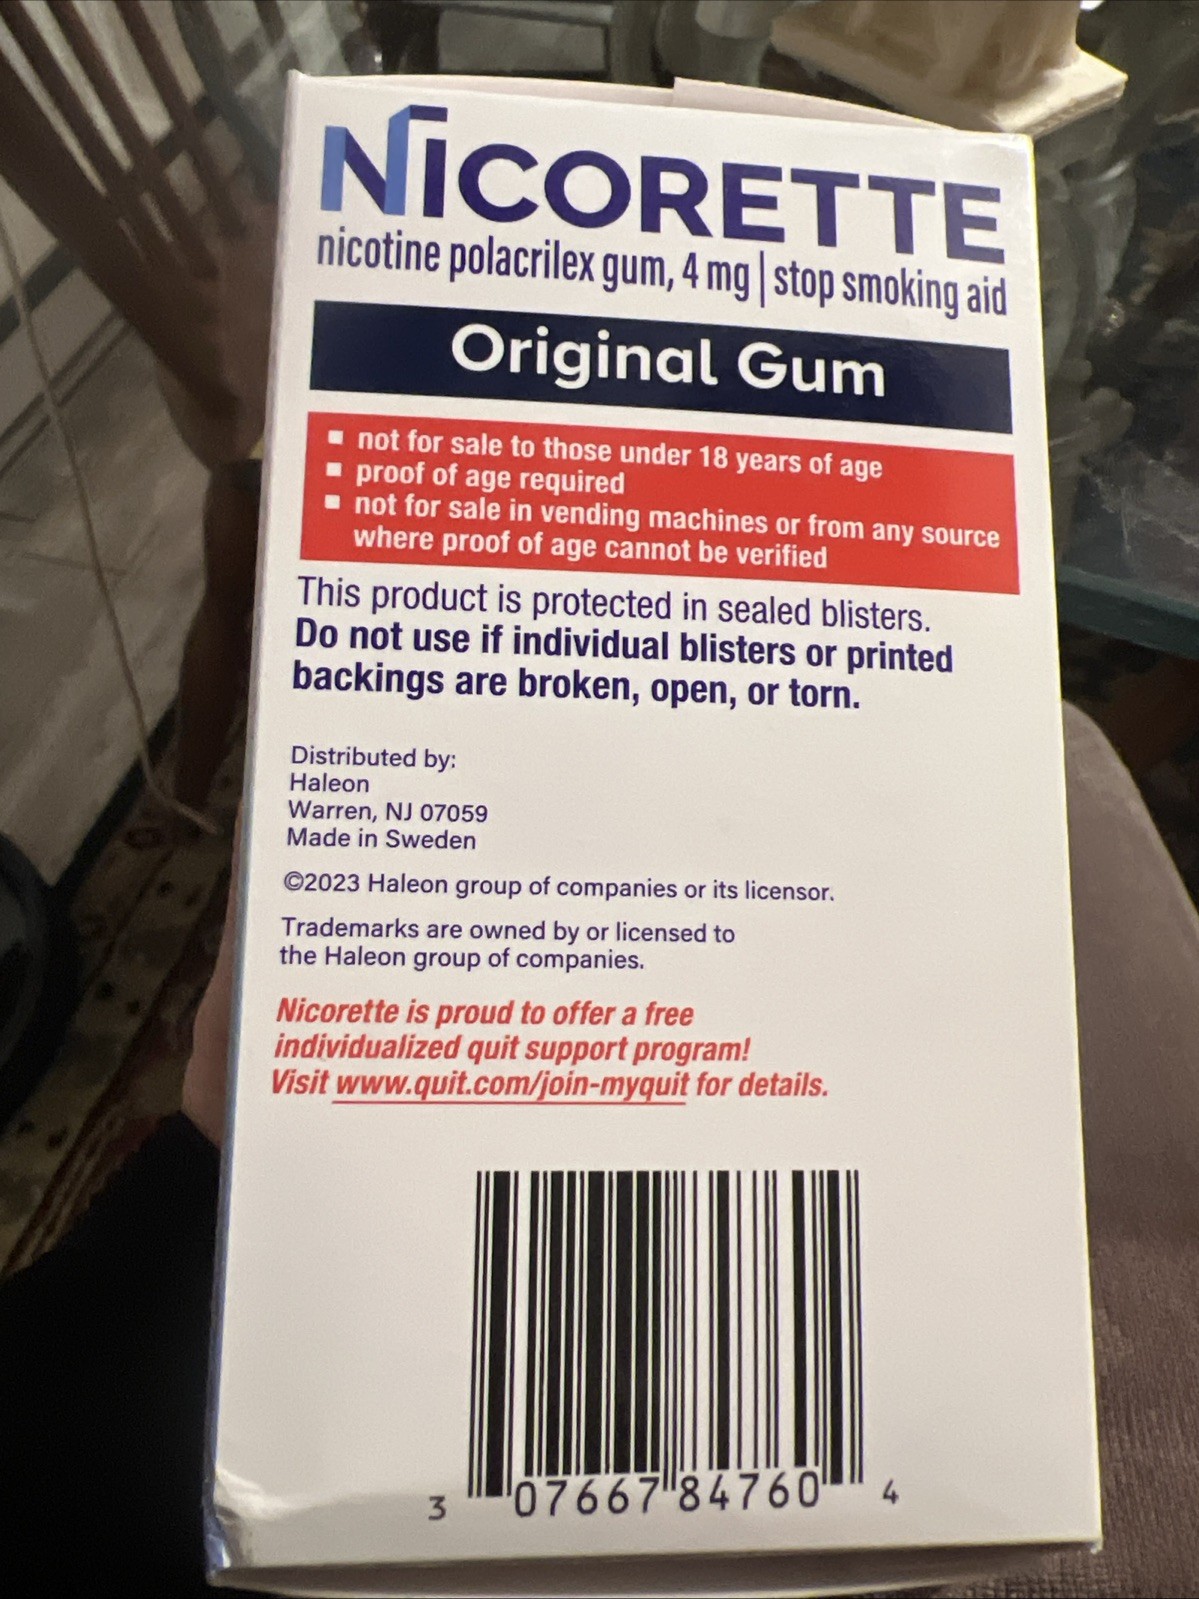 NICORETTE
nicotine polacrilex gum, 4 mg | stop smoking aid
Original Gum
▪ not for sale to those under 18 years of age
▪ proof of age required
▪ not for sale in vending machines or from any source
where proof of age cannot be verified
This product is protected in sealed blisters.
Do not use if individual blisters or printed
backings are broken, open, or torn.
Distributed by:
Haleon
Warren, NJ 07059
Made in Sweden
©2023 Haleon group of companies or its licensor.
Trademarks are owned by or licensed to
the Haleon group of companies.
Nicorette is proud to offer a free
individualized quit support program!
Visit www.quit.com/join-myquit for details.
3 07667 84760 4